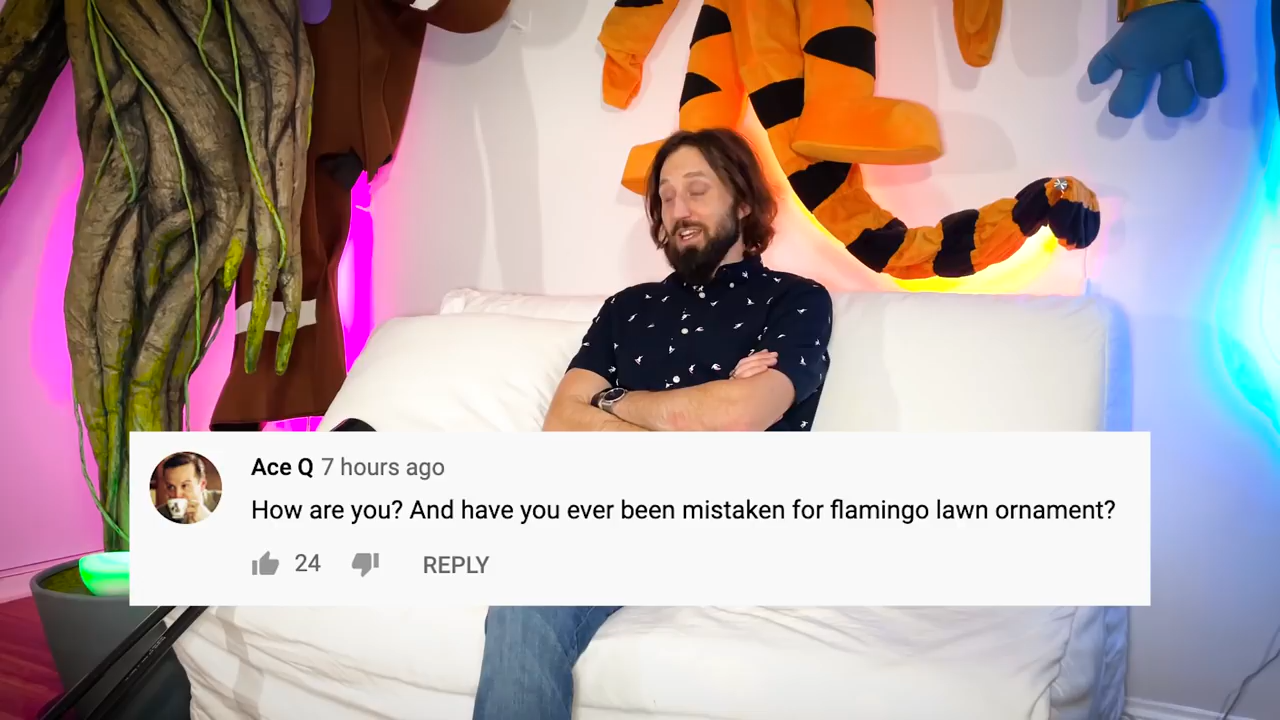 Ace Q 7 hours ago
How are you? And have you ever been mistaken for flamingo lawn ornament?
24 REPLY